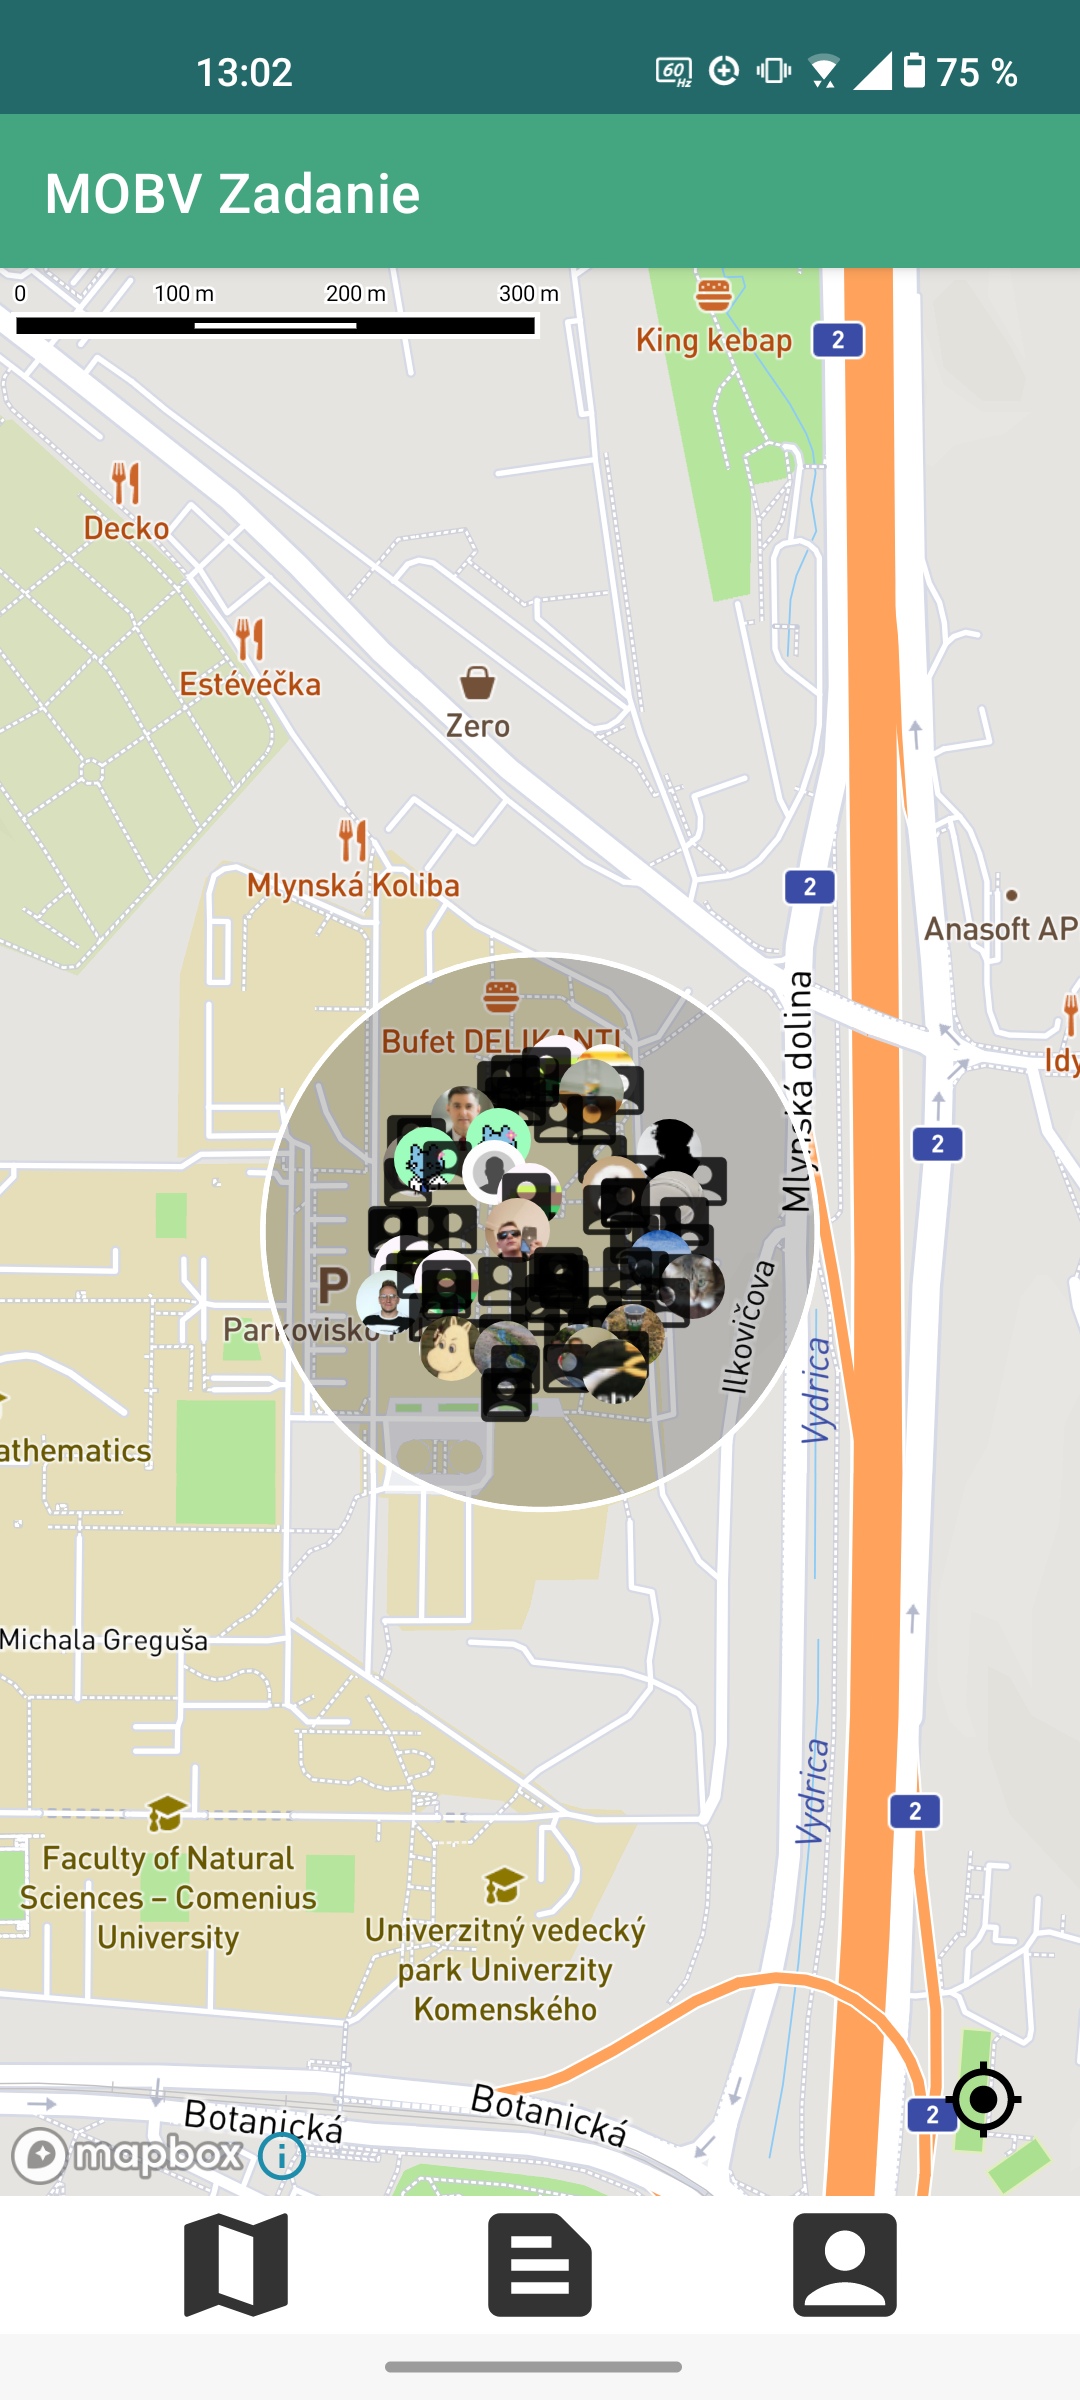 13:02
60
Hz
75 %
MOBV Zadanie
0 100 m 200 m 300 m
King kebap
2
Decko
Estévéčka
Zero
Mlynská Koliba
2
Anasoft AP
Bufet
Mlynská dolina
Idy
2
P
Parkovisko
Ilkovičova
Vydrica
athematics
Michala Greguša
Vydrica
2
Faculty of Natural
Sciences – Comenius
University
Univerzitný vedecký
park Univerzity
Komenského
Botanická
Botanická
2
mapbox
i